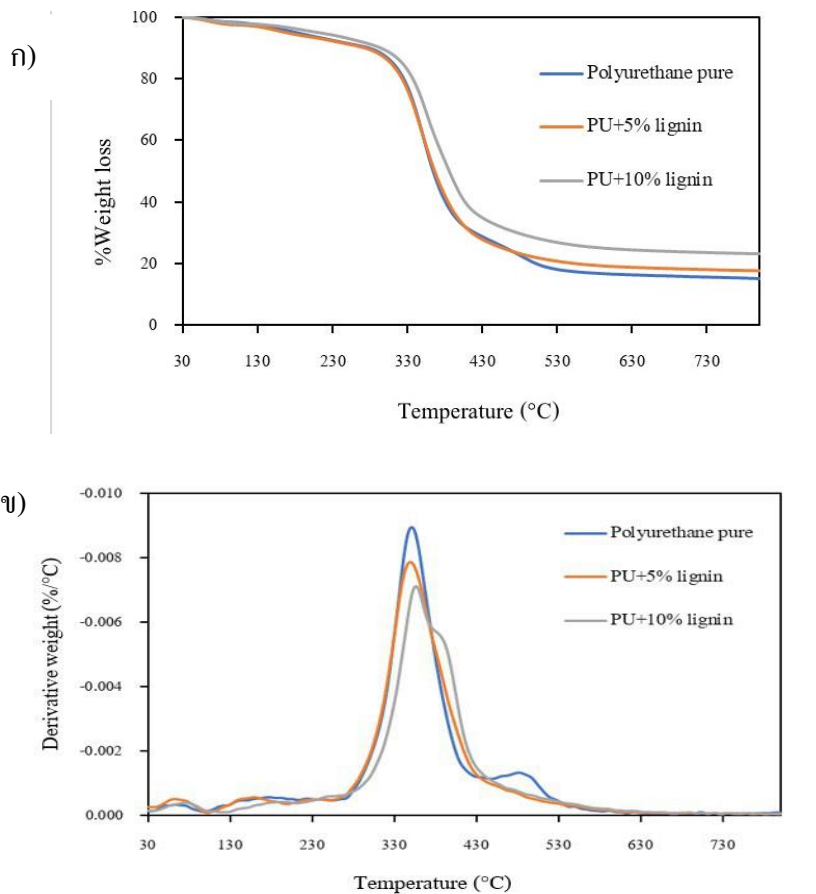 ก)
100
80
60
40
20
0
%Weight loss
Polyurethane pure
PU+5% lignin
PU+10% lignin
30 130 230 330 430 530 630 730
Temperature (°C)
ข)
-0.010
-0.008
-0.006
-0.004
-0.002
0.000
Derivative weight (%/°C)
Polyurethane pure
PU+5% lignin
PU+10% lignin
30 130 230 330 430 530 630 730
Temperature (°C)